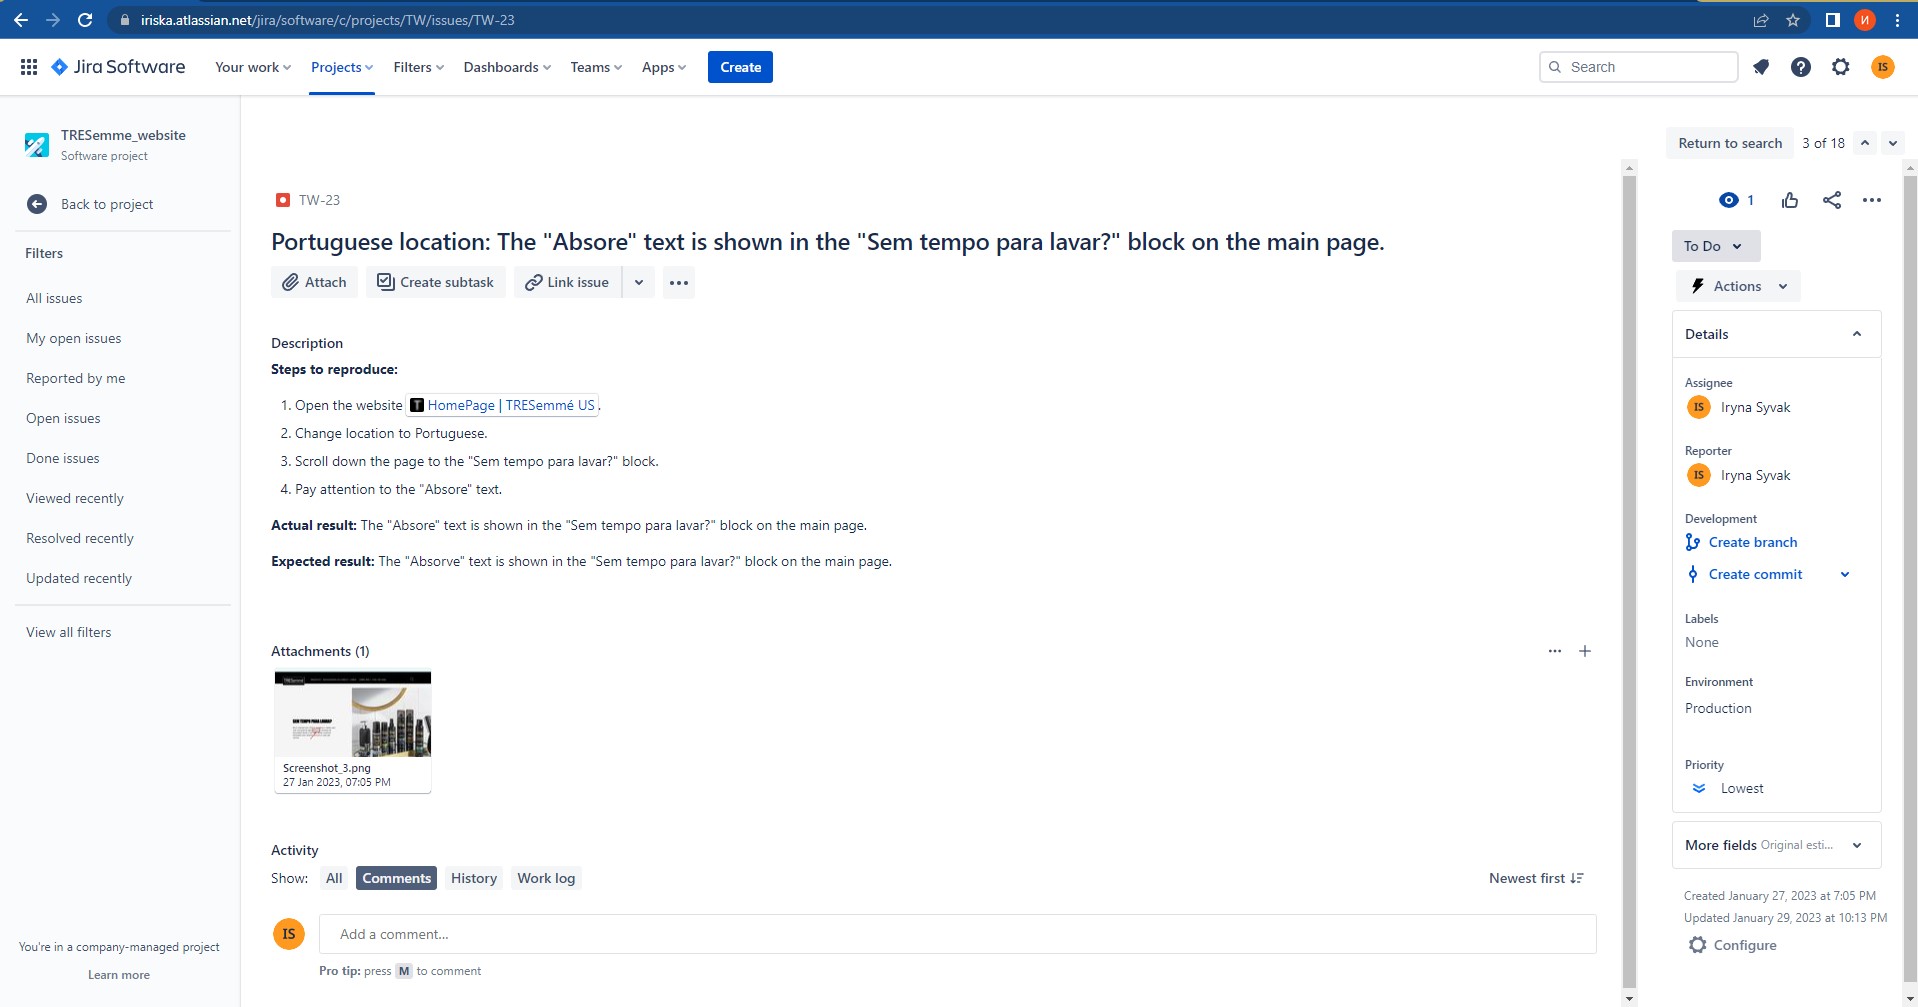 iriska.atlassian.net/jira/software/c/projects/TW/issues/TW-23
И
Jira Software
Your work
Projects
Filters
Dashboards
Teams
Apps
Create
Search
IS
TRESemme_website
Software project
Back to project
Filters
All issues
My open issues
Reported by me
Open issues
Done issues
Viewed recently
Resolved recently
Updated recently
View all filters
You're in a company-managed project
Learn more
Return to search
3 of 18
TW-23
Portuguese location: The "Absore" text is shown in the "Sem tempo para lavar?" block on the main page.
Attach
Create subtask
Link issue
Description
Steps to reproduce:
1. Open the website HomePage | TRESemmé US .
2. Change location to Portuguese.
3. Scroll down the page to the "Sem tempo para lavar?" block.
4. Pay attention to the "Absore" text.
Actual result: The "Absore" text is shown in the "Sem tempo para lavar?" block on the main page.
Expected result: The "Absorve" text is shown in the "Sem tempo para lavar?" block on the main page.
Attachments (1)
TRESemmé
SEM TEMPO PARA LAVAR?
Screenshot_3.png
27 Jan 2023, 07:05 PM
Activity
Show:
All
Comments
History
Work log
Newest first
IS
Add a comment...
Pro tip: press M to comment
1
To Do
Actions
Details
Assignee
IS
Iryna Syvak
Reporter
IS
Iryna Syvak
Development
Create branch
Create commit
Labels
None
Environment
Production
Priority
Lowest
More fields Original esti...
Created January 27, 2023 at 7:05 PM
Updated January 29, 2023 at 10:13 PM
Configure